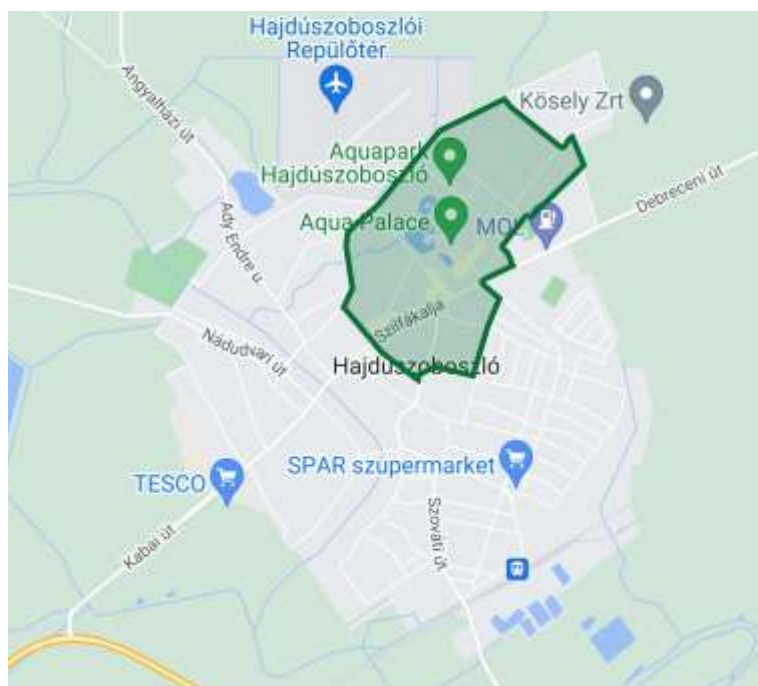 Hajdúszoboszlói
Repülőtér
Kösely Zrt
Angyalházi út
Aquapark
Hajdúszoboszló
Debreceni út
Aqua Palace
MOL
Ady Endre u.
Szilfákalja
Nádudvari út
Hajdúszoboszló
SPAR szupermarket
TESCO
Szovati út
Kabai út